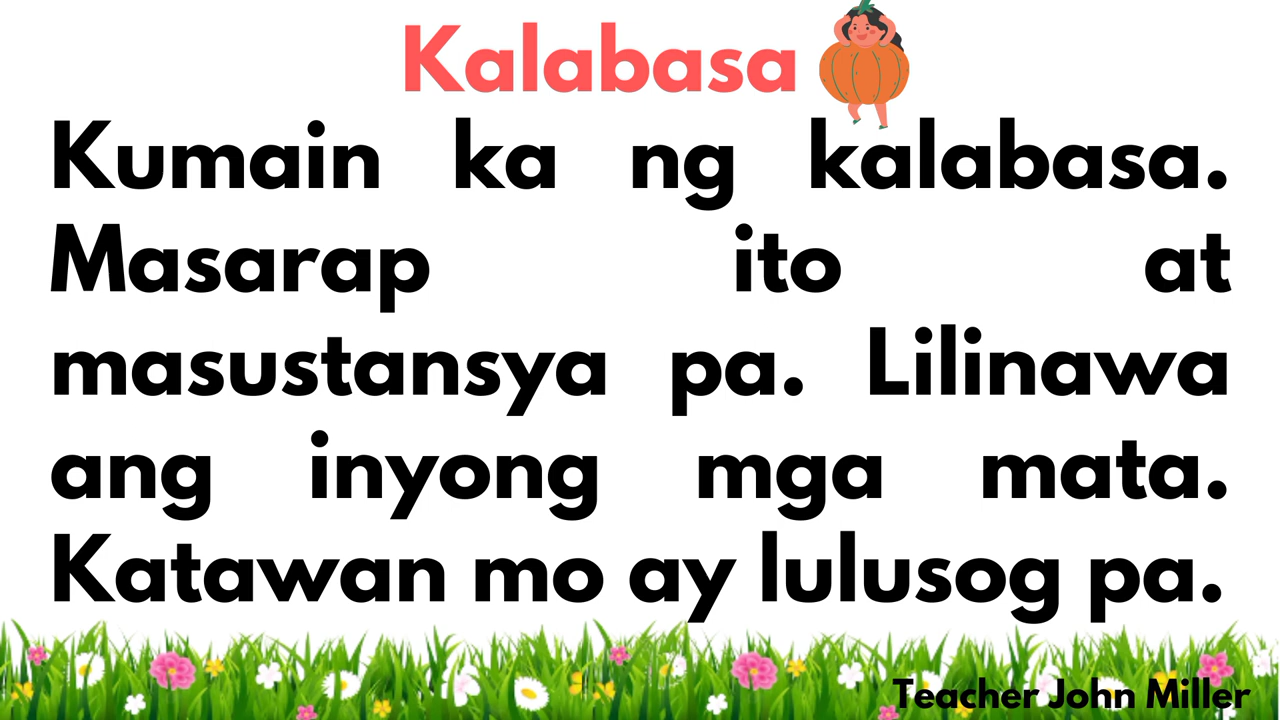 Kalabasa
Kumain ka ng kalabasa.
Masarap ito at
masustansya pa. Lilinawa
ang inyong mga mata.
Katawan mo ay lulusog pa.
Teacher John Miller